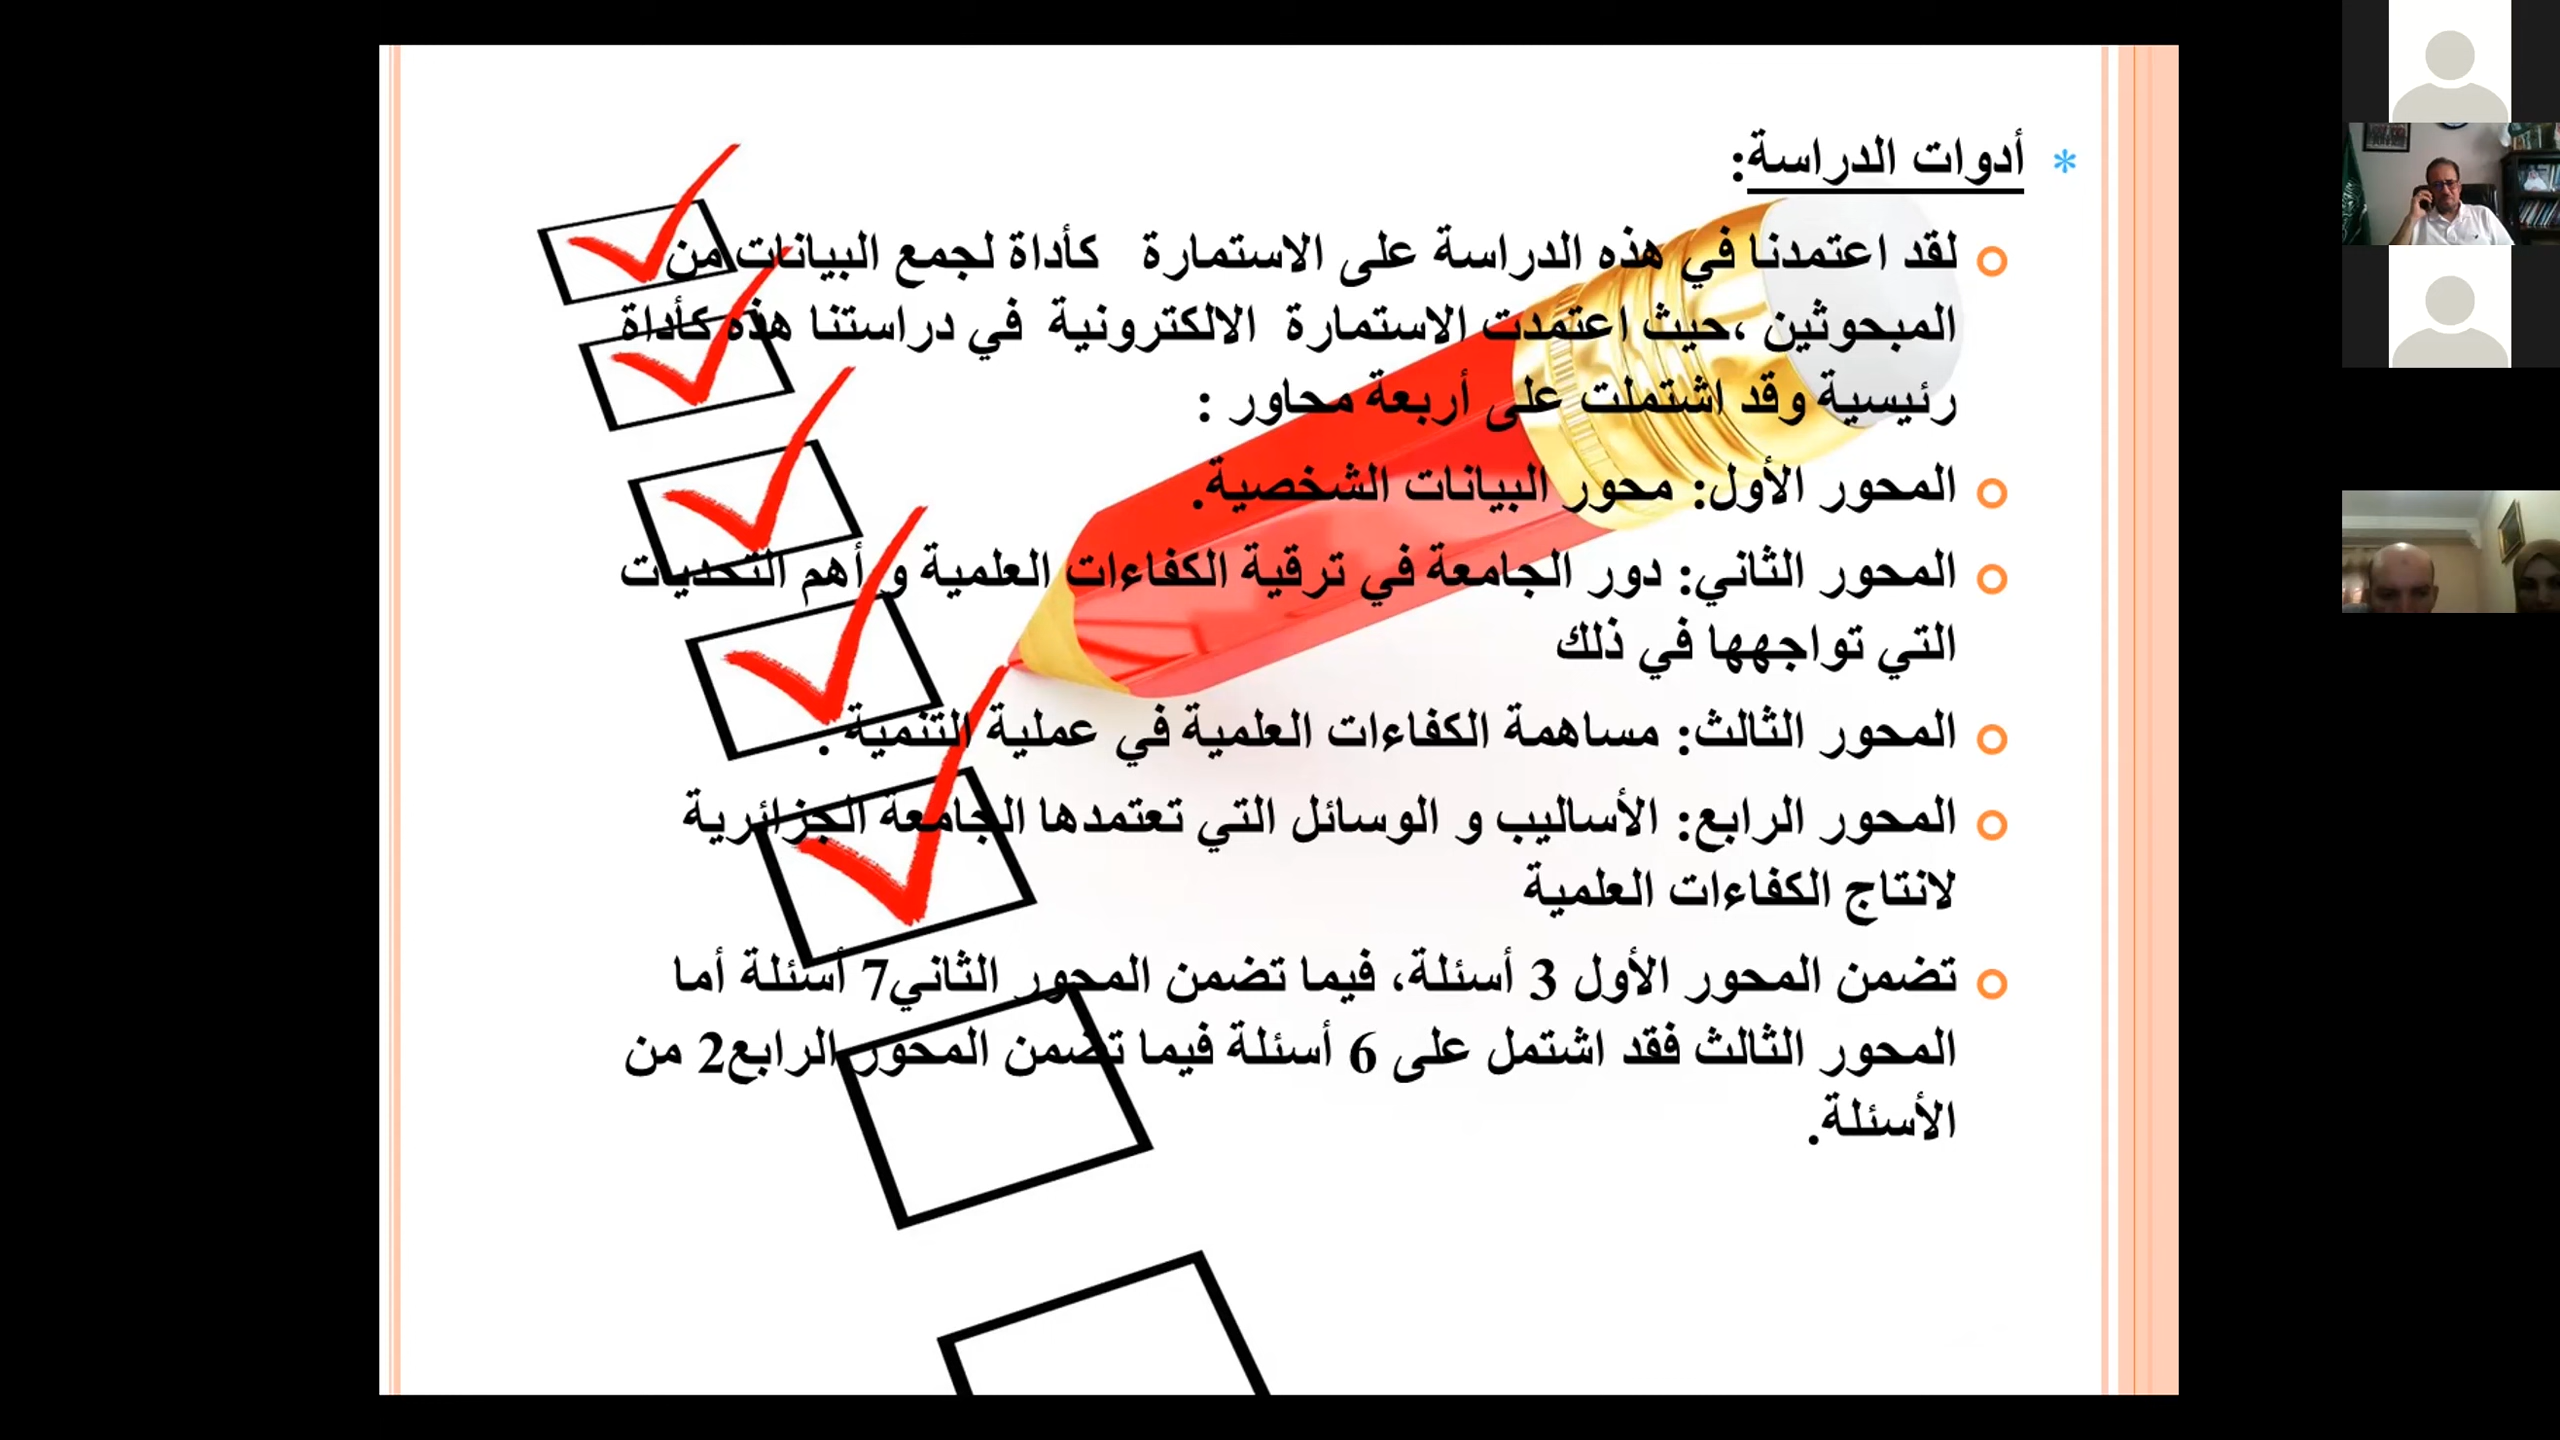 * أدوات الدراسة:
لقد اعتمدنا في هذه الدراسة على الاستمارة كأداة لجمع البيانات من
المبحوثين ،حيث اعتمدت الاستمارة الالكترونية في دراستنا هذه كأداة
رئيسية وقد اشتملت على أربعة محاور :
المحور الأول: محور البيانات الشخصية.
المحور الثاني: دور الجامعة في ترقية الكفاءات العلمية و أهم التحديات
التي تواجهها في ذلك
المحور الثالث: مساهمة الكفاءات العلمية في عملية التنمية .
المحور الرابع: الأساليب و الوسائل التي تعتمدها الجامعة الجزائرية
لانتاج الكفاءات العلمية
تضمن المحور الأول 3 أسئلة، فيما تضمن المحور الثاني7 أسئلة أما
المحور الثالث فقد اشتمل على 6 أسئلة فيما تضمن المحور الرابع2 من
الأسئلة.